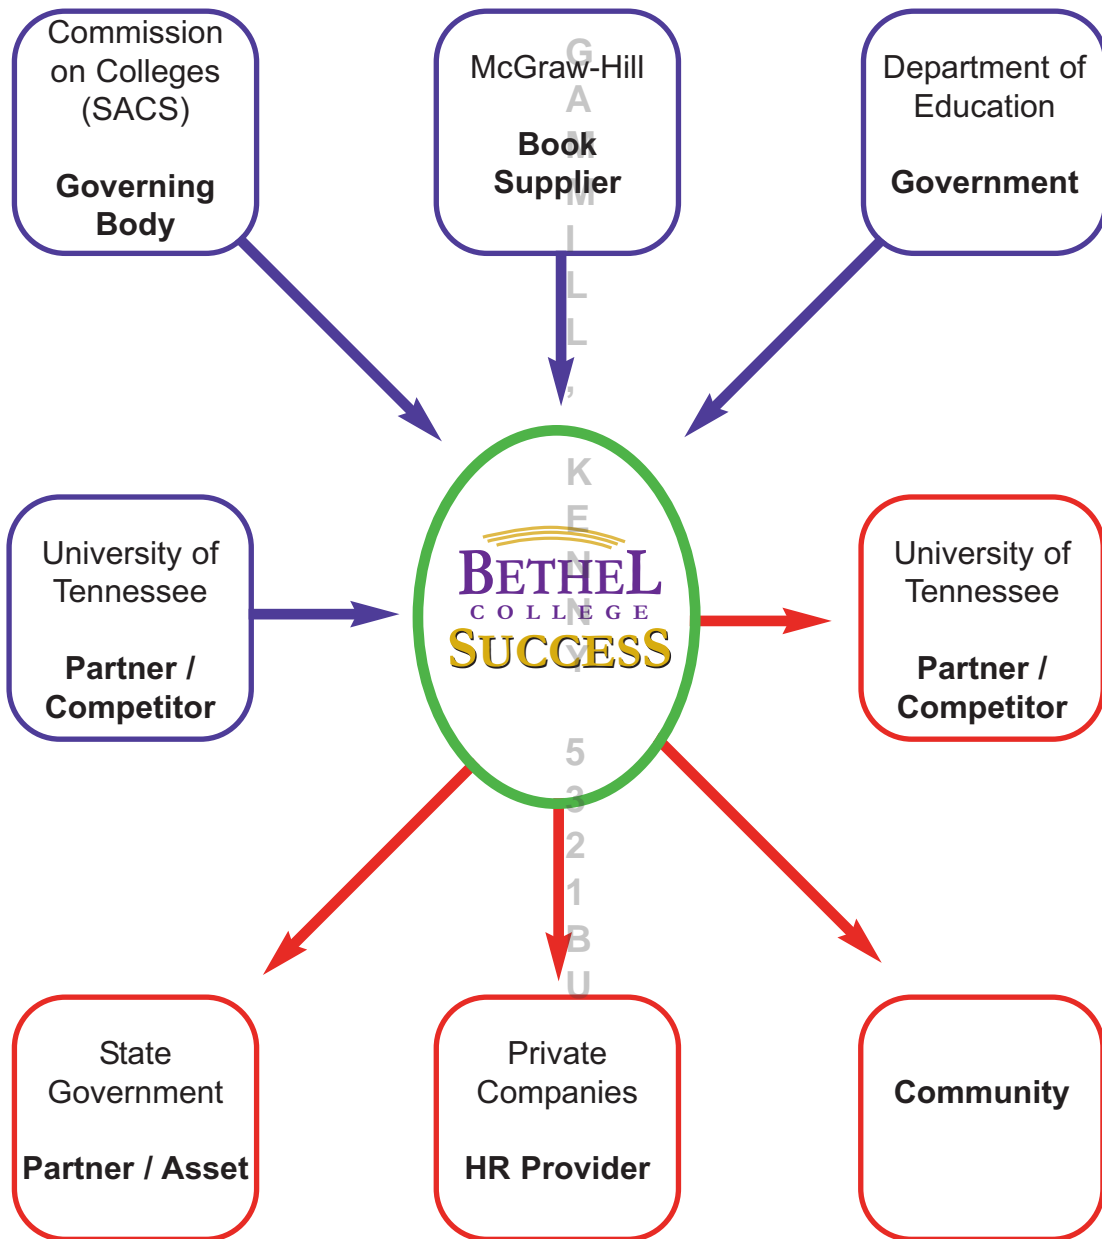 Commission
on Colleges
(SACS)
Governing
Body
McGraw-Hill
Book
Supplier
Department of
Education
Government
University of
Tennessee
Partner /
Competitor
BETHEL
COLLEGE
SUCCESS
University of
Tennessee
Partner /
Competitor
State
Government
Partner / Asset
Private
Companies
HR Provider
Community
GAMMILL, KENNY 5321BU